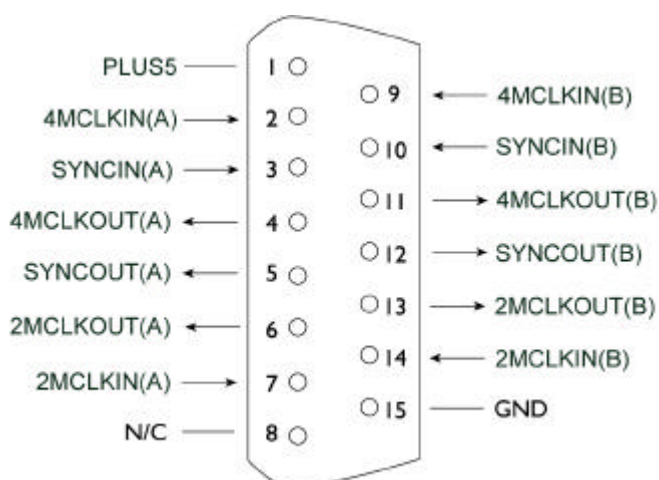 PLUS5 1
4MCLKIN(A) 2
SYNCIN(A) 3
4MCLKOUT(A) 4
SYNCOUT(A) 5
2MCLKOUT(A) 6
2MCLKIN(A) 7
N/C 8
9 4MCLKIN(B)
10 SYNCIN(B)
11 4MCLKOUT(B)
12 SYNCOUT(B)
13 2MCLKOUT(B)
14 2MCLKIN(B)
15 GND